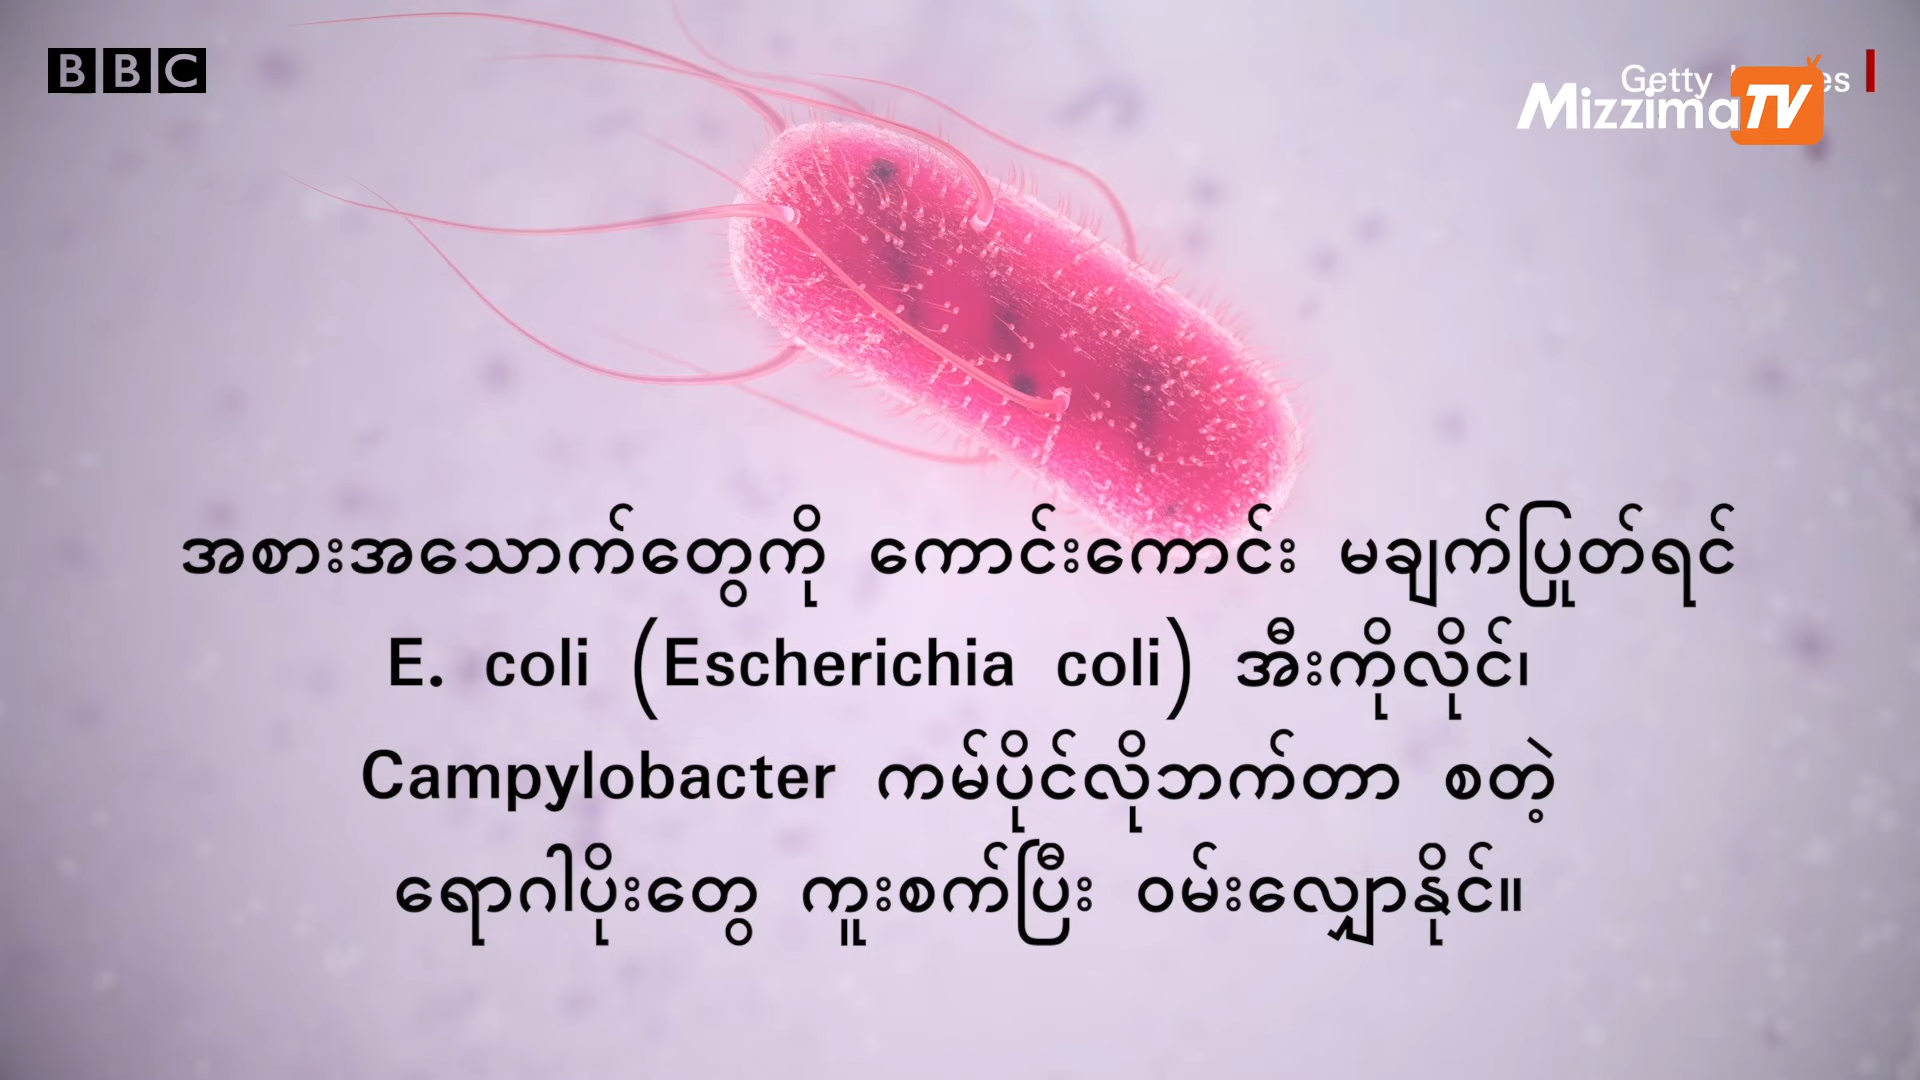 BBC
Getty
MizzimaTV
အစားအသောက်တွေကို ကောင်းကောင်း မချက်ပြုတ်ရင်
E. coli (Escherichia coli) အီးကိုလိုင်၊
Campylobacter ကမ်ပိုင်လိုဘက်တာ စတဲ့
ရောဂါပိုးတွေ ကူးစက်ပြီး ဝမ်းလျှောနိုင်။